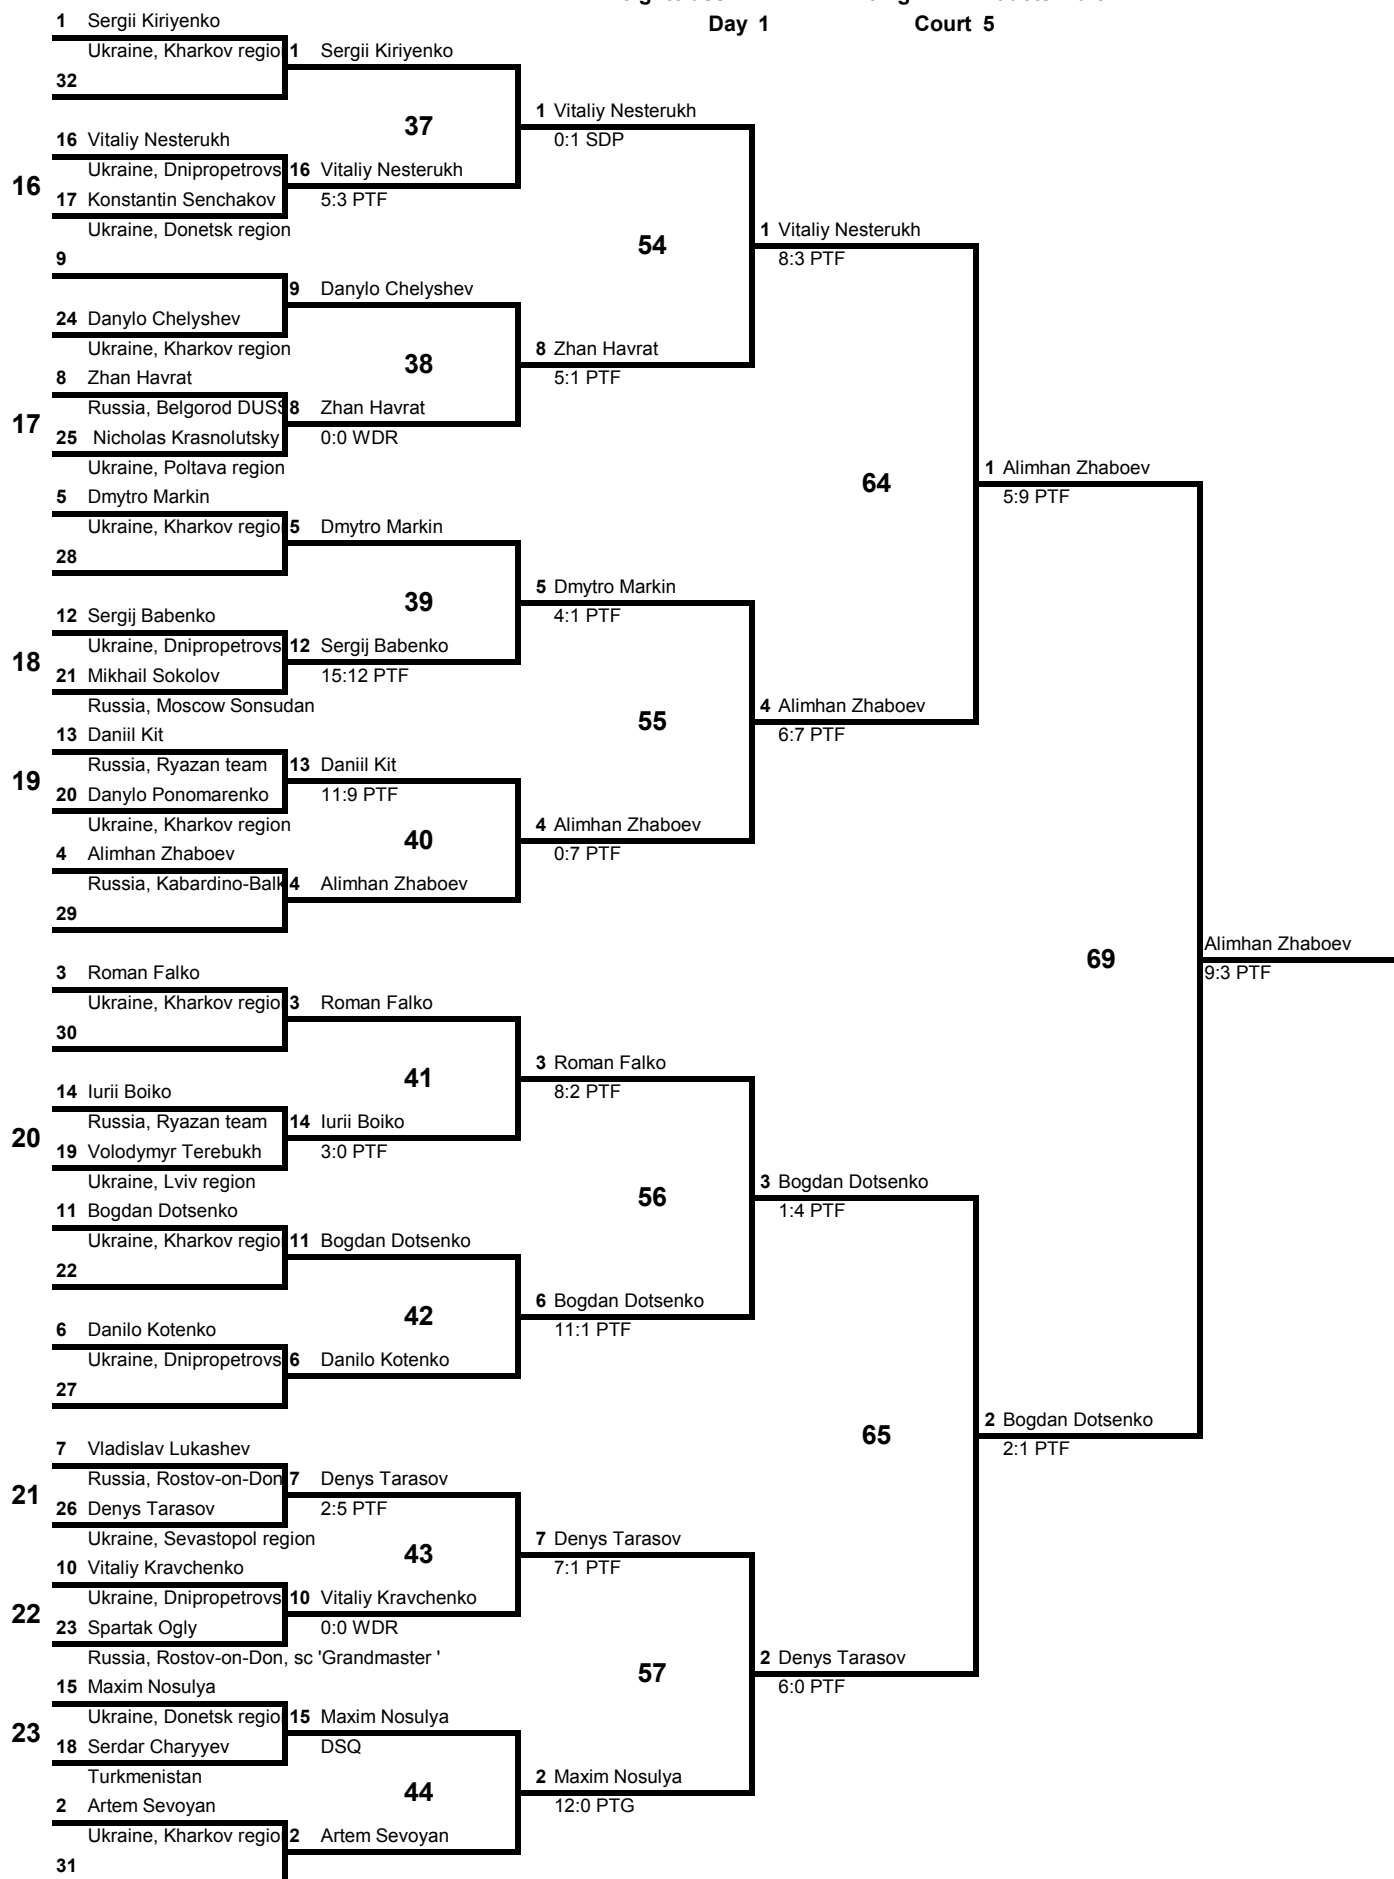 Day 1 Court 5
1 Sergii Kiriyenko
Ukraine, Kharkov regio 1 Sergii Kiriyenko
32
1 Vitaliy Nesterukh
37
16 Vitaliy Nesterukh
0:1 SDP
Ukraine, Dnipropetrovs 16 Vitaliy Nesterukh
16
17 Konstantin Senchakov
5:3 PTF
Ukraine, Donetsk region
1 Vitaliy Nesterukh
54
9
8:3 PTF
9 Danylo Chelyshev
24 Danylo Chelyshev
Ukraine, Kharkov region
8 Zhan Havrat
38
8 Zhan Havrat
5:1 PTF
Russia, Belgorod DUSS 8 Zhan Havrat
17
25 Nicholas Krasnolutsky
0:0 WDR
Ukraine, Poltava region
1 Alimhan Zhaboev
64
5 Dmytro Markin
5:9 PTF
Ukraine, Kharkov regio 5 Dmytro Markin
28
5 Dmytro Markin
39
12 Sergij Babenko
4:1 PTF
Ukraine, Dnipropetrovs 12 Sergij Babenko
18
21 Mikhail Sokolov
15:12 PTF
Russia, Moscow Sonsudan
4 Alimhan Zhaboev
55
13 Daniil Kit
6:7 PTF
Russia, Ryazan team 13 Daniil Kit
19
20 Danylo Ponomarenko
11:9 PTF
Ukraine, Kharkov region
4 Alimhan Zhaboev
40
4 Alimhan Zhaboev
0:7 PTF
Russia, Kabardino-Balk 4 Alimhan Zhaboev
29
Alimhan Zhaboev
69
3 Roman Falko
9:3 PTF
Ukraine, Kharkov regio 3 Roman Falko
30
3 Roman Falko
41
14 Iurii Boiko
8:2 PTF
Russia, Ryazan team 14 Iurii Boiko
20
19 Volodymyr Terebukh
3:0 PTF
Ukraine, Lviv region
3 Bogdan Dotsenko
56
11 Bogdan Dotsenko
1:4 PTF
Ukraine, Kharkov regio 11 Bogdan Dotsenko
22
6 Bogdan Dotsenko
42
6 Danilo Kotenko
11:1 PTF
Ukraine, Dnipropetrovs 6 Danilo Kotenko
27
2 Bogdan Dotsenko
65
7 Vladislav Lukashev
2:1 PTF
Russia, Rostov-on-Don 7 Denys Tarasov
21
26 Denys Tarasov
2:5 PTF
Ukraine, Sevastopol region
7 Denys Tarasov
43
10 Vitaliy Kravchenko
7:1 PTF
Ukraine, Dnipropetrovs 10 Vitaliy Kravchenko
22
23 Spartak Ogly
0:0 WDR
Russia, Rostov-on-Don, sc 'Grandmaster '
2 Denys Tarasov
57
15 Maxim Nosulya
6:0 PTF
Ukraine, Donetsk regio 15 Maxim Nosulya
23
18 Serdar Charyyev
DSQ
Turkmenistan
2 Maxim Nosulya
44
2 Artem Sevoyan
12:0 PTG
Ukraine, Kharkov regio 2 Artem Sevoyan
31